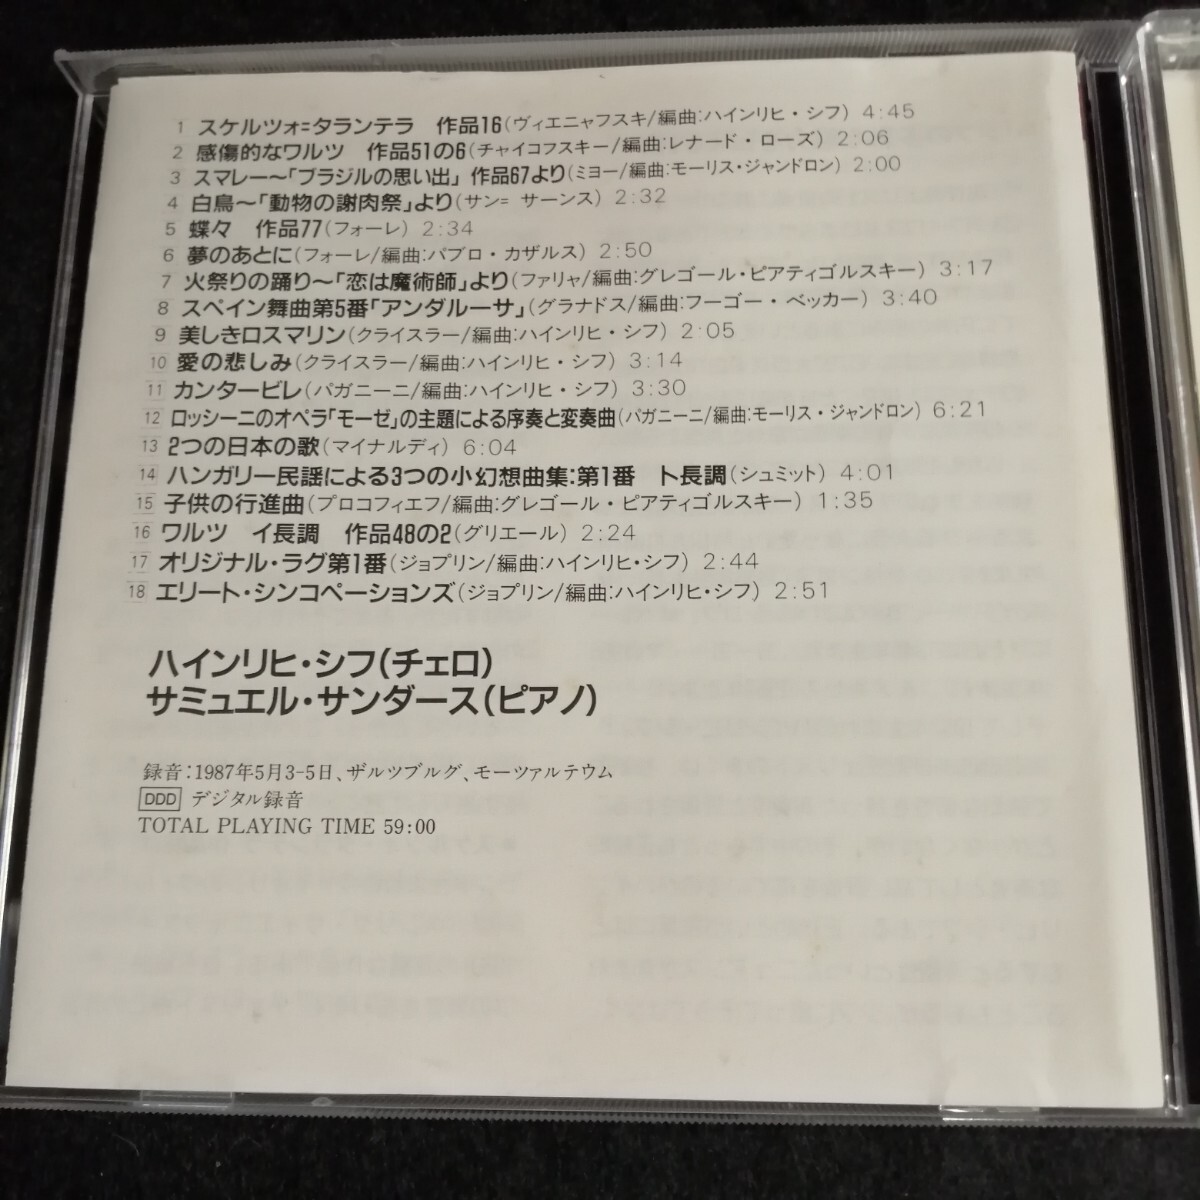 1 スケルツォ=タランテラ 作品16(ヴィエニャフスキ/編曲:ハインリヒ・シフ) 4:45
2 感傷的なワルツ 作品51の6(チャイコフスキー/編曲:レナード・ローズ) 2:06
3 スマレー〜「ブラジルの思い出」 作品67より(ミヨー/編曲:モーリス・ジャンドロン) 2:00
4 白鳥〜「動物の謝肉祭」より(サン= サーンス) 2:32
5 蝶々 作品77(フォーレ) 2:34
6 夢のあとに(フォーレ/編曲:パブロ・カザルス) 2:50
7 火祭りの踊り〜「恋は魔術師」より(ファリャ/編曲:グレゴール・ピアティゴルスキー) 3:17
8 スペイン舞曲第5番「アンダルーサ」(グラナドス/編曲:フーゴー・ベッカー) 3:40
9 美しきロスマリン(クライスラー/編曲:ハインリヒ・シフ) 2:05
10 愛の悲しみ(クライスラー/編曲:ハインリヒ・シフ) 3:14
11 カンタービレ(パガニーニ/編曲:ハインリヒ・シフ) 3:30
12 ロッシーニのオペラ「モーゼ」の主題による序奏と変奏曲(パガニーニ/編曲:モーリス・ジャンドロン) 6:21
13 2つの日本の歌(マイナルディ) 6:04
14 ハンガリー民謡による3つの小幻想曲集:第1番 ト長調(シュミット) 4:01
15 子供の行進曲(プロコフィエフ/編曲:グレゴール・ピアティゴルスキー) 1:35
16 ワルツ イ長調 作品48の2(グリエール) 2:24
17 オリジナル・ラグ第1番(ジョプリン/編曲:ハインリヒ・シフ) 2:44
18 エリート・シンコペーションズ(ジョプリン/編曲:ハインリヒ・シフ) 2:51
ハインリヒ・シフ(チェロ)
サミュエル・サンダース(ピアノ)
録音:1987年5月3-5日、ザルツブルグ、モーツァルテウム
DDD デジタル録音
TOTAL PLAYING TIME 59:00